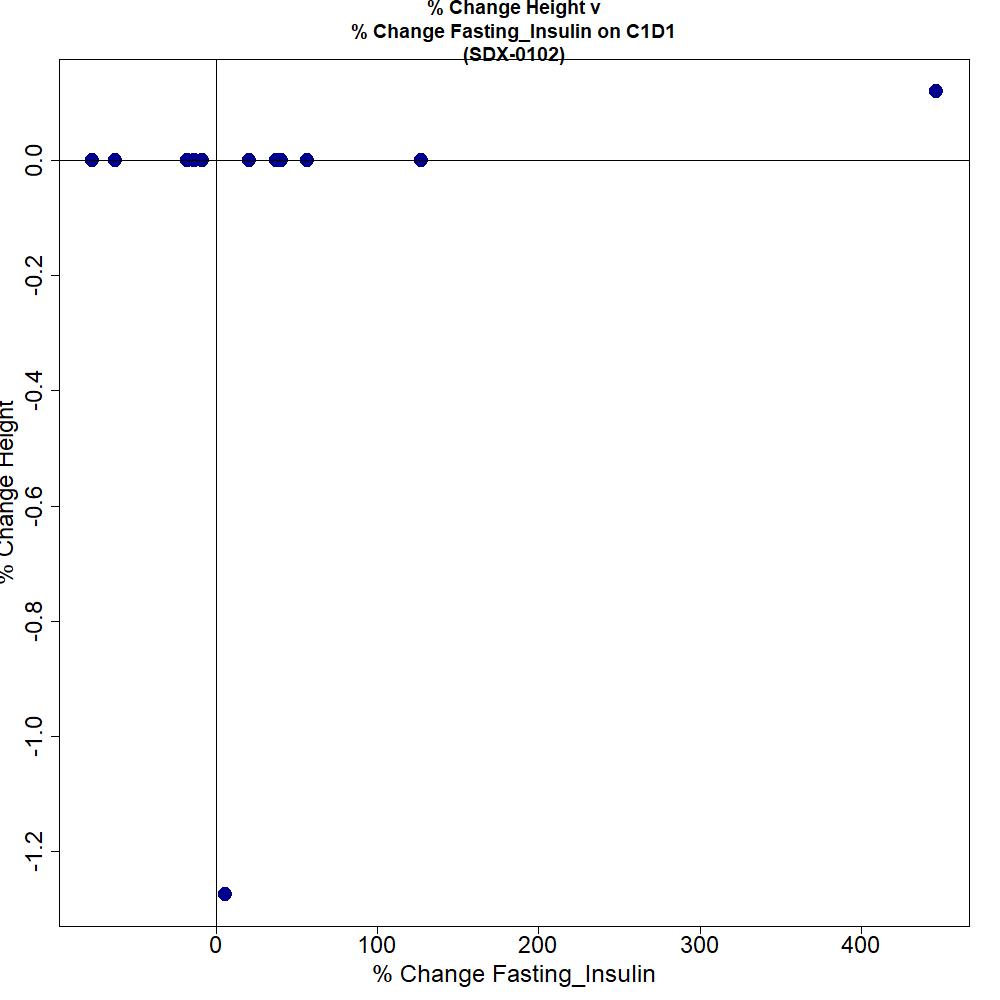 % Change Height v
% Change Fasting_Insulin on C1D1
(SDX-0102)
0.0
-0.2
-0.4
-0.6
-0.8
-1.0
-1.2
% Change Height
0
100
200
300
400
% Change Fasting_Insulin